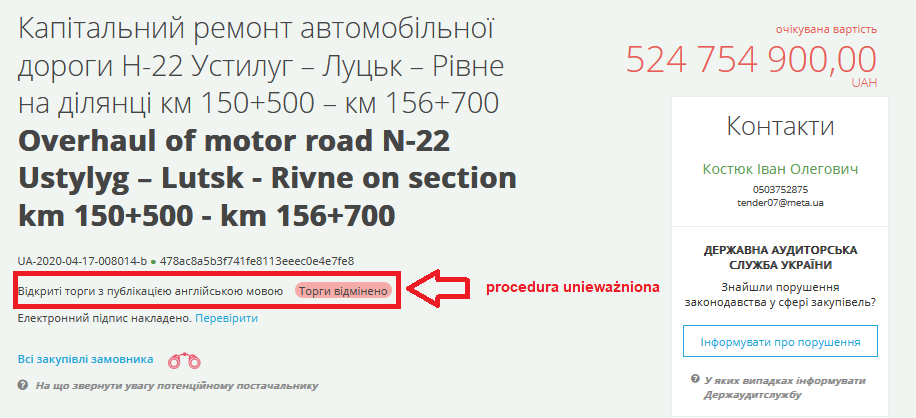 Капітальний ремонт автомобільної
дороги Н-22 Устилуг – Луцьк – Рівне
на ділянці км 150+500 – км 156+700
Overhaul of motor road N-22
Ustylyg – Lutsk - Rivne on section
km 150+500 - km 156+700
UA-2020-04-17-008014-b ● 478ac8a5b3f741fe8113eeec0e4e7fe8
Відкриті торги з публікацією англійською мовою Торги відмінено
procedura unieważniona
Електронний підпис накладено. Перевірити
Всі закупівлі замовника
На що звернути увагу потенційному постачальнику
очікувана вартість
524 754 900,00
UAH
Контакти
Костюк Іван Олегович
0503752875
tender07@meta.ua
ДЕРЖАВНА АУДИТОРСЬКА
СЛУЖБА УКРАЇНИ
Знайшли порушення
законодавства у сфері закупівель?
Інформувати про порушення
У яких випадках інформувати
Держаудитслужбу